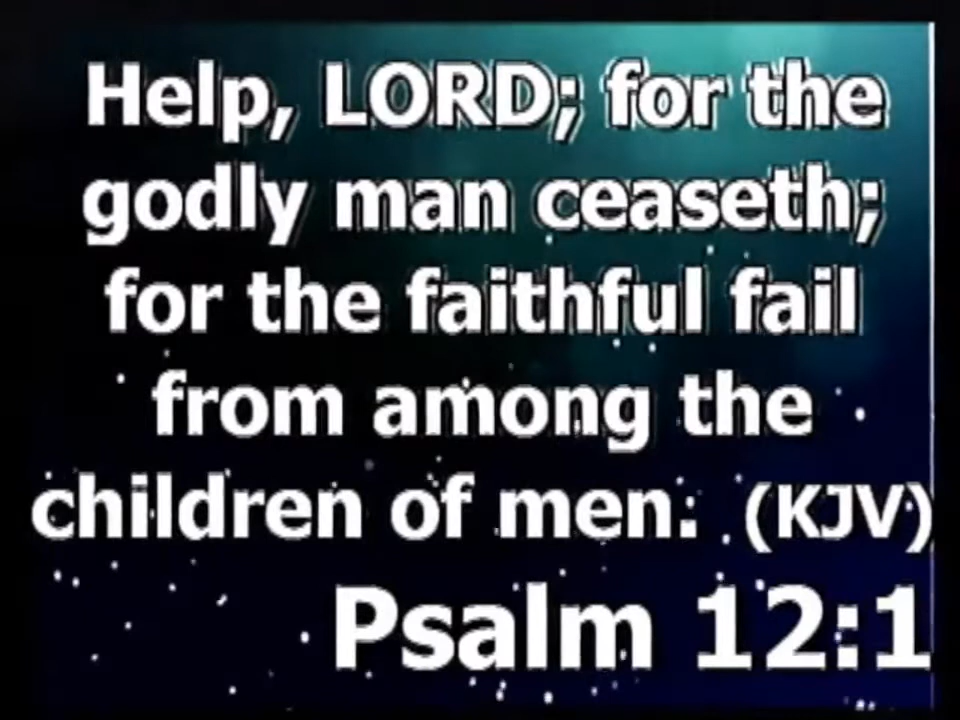 Help, LORD; for the
godly man ceaseth;
for the faithful fail
from among the
children of men. (KJV)
Psalm 12:1